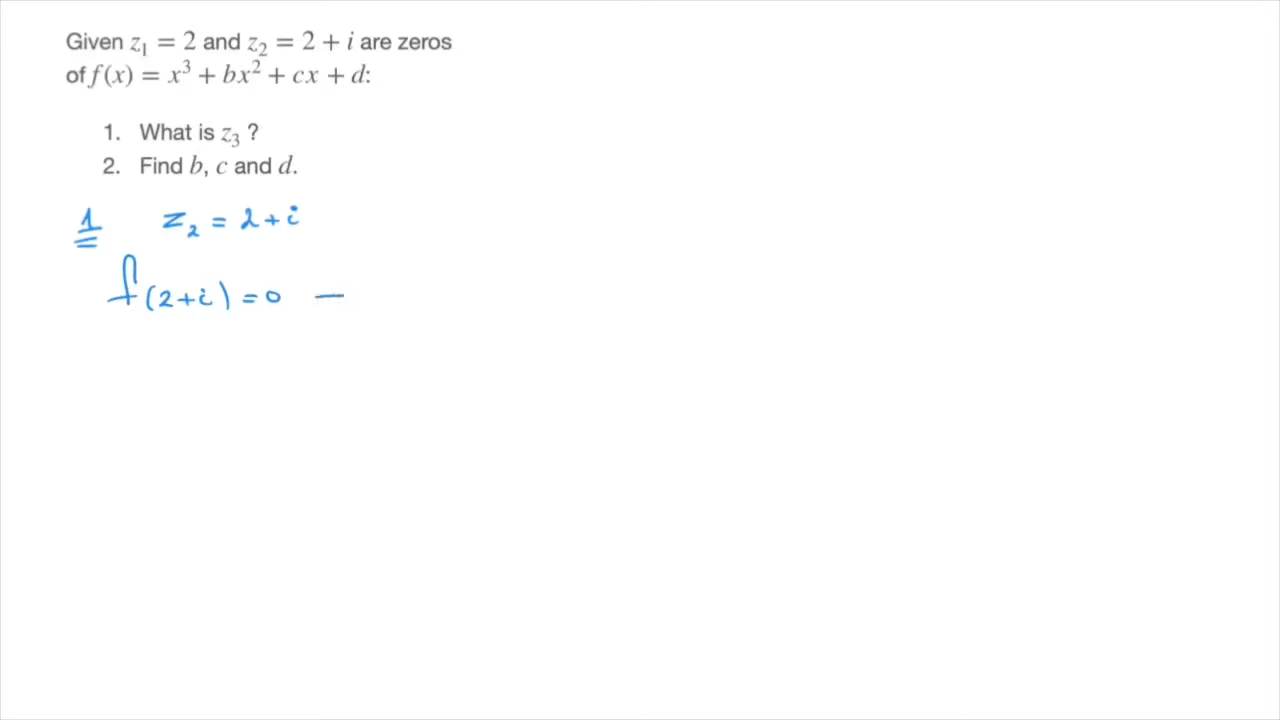 Given z₁ = 2 and z₂ = 2 + i are zeros
of f(x) = x³ + bx² + cx + d:
1. What is z₃ ?
2. Find b, c and d.
1 z₂ = 2 + i
f(2+i) = 0 —